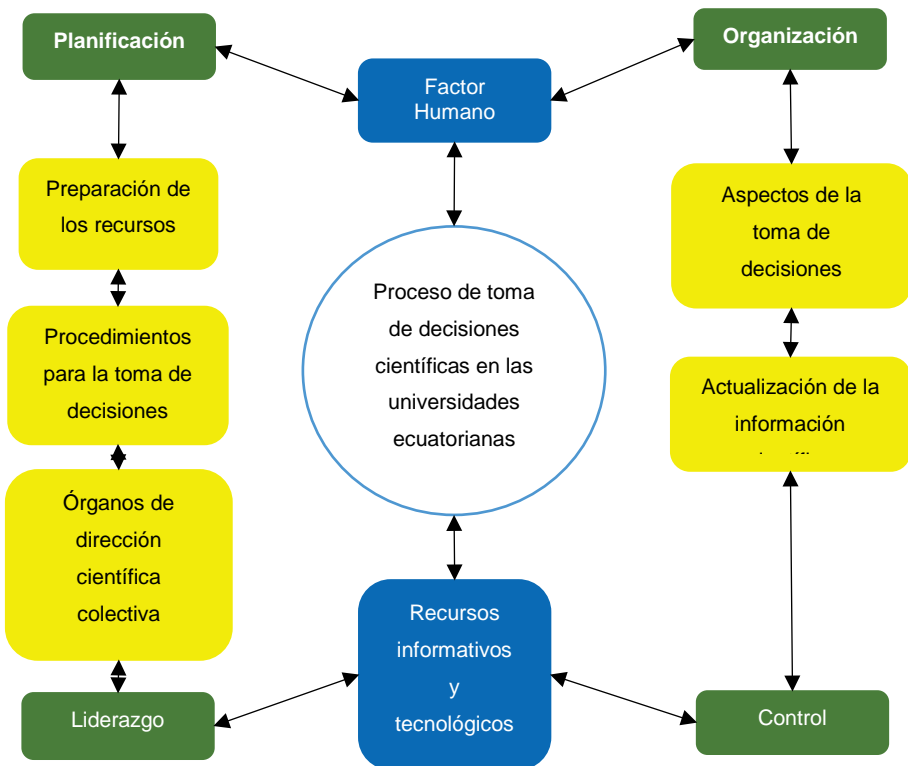 Planificación
Organización
Factor
Humano
Preparación de
los recursos
Aspectos de la
toma de
decisiones
Proceso de toma
de decisiones
científicas en las
universidades
ecuatorianas
Procedimientos
para la toma de
decisiones
Actualización de la
información
Órganos de
dirección
científica
colectiva
Recursos
informativos
y
tecnológicos
Liderazgo
Control